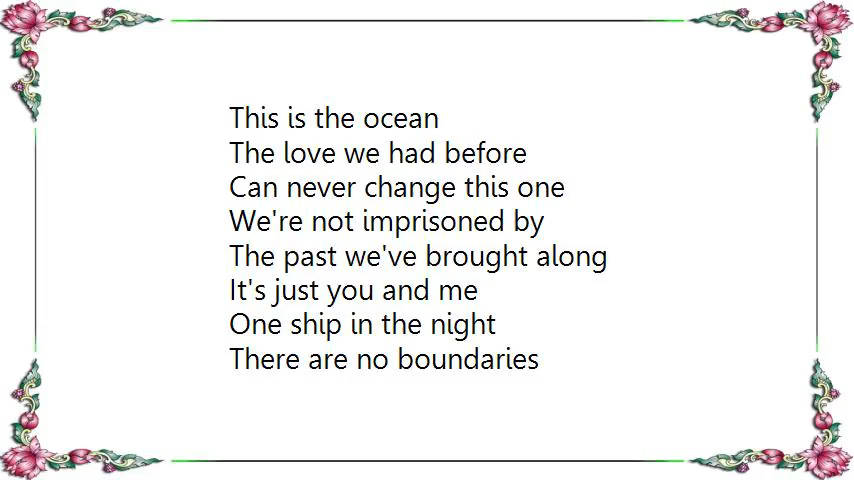 This is the ocean
The love we had before
Can never change this one
We're not imprisoned by
The past we've brought along
It's just you and me
One ship in the night
There are no boundaries